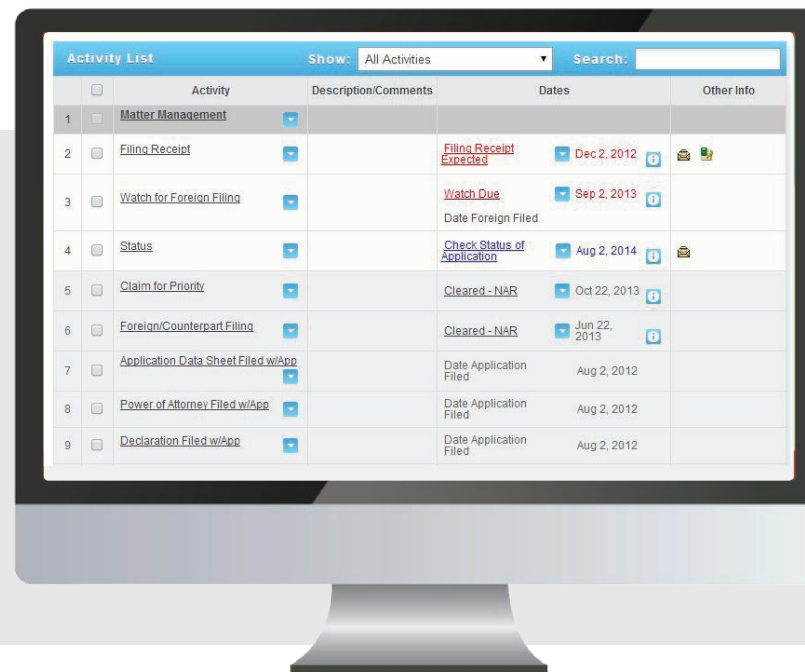 Activity List Show: All Activities Search:
Activity Description/Comments Dates Other Info
1 Matter Management
2 Filing Receipt Filing Receipt Expected Dec 2, 2012
3 Watch for Foreign Filing Watch Due Sep 2, 2013
Date Foreign Filed
4 Status Check Status of Application Aug 2, 2014
5 Claim for Priority Cleared - NAR Oct 22, 2013
6 Foreign/Counterpart Filing Cleared - NAR Jun 22, 2013
7 Application Data Sheet Filed w/App Date Application Filed Aug 2, 2012
8 Power of Attorney Filed w/App Date Application Filed Aug 2, 2012
9 Declaration Filed w/App Date Application Filed Aug 2, 2012